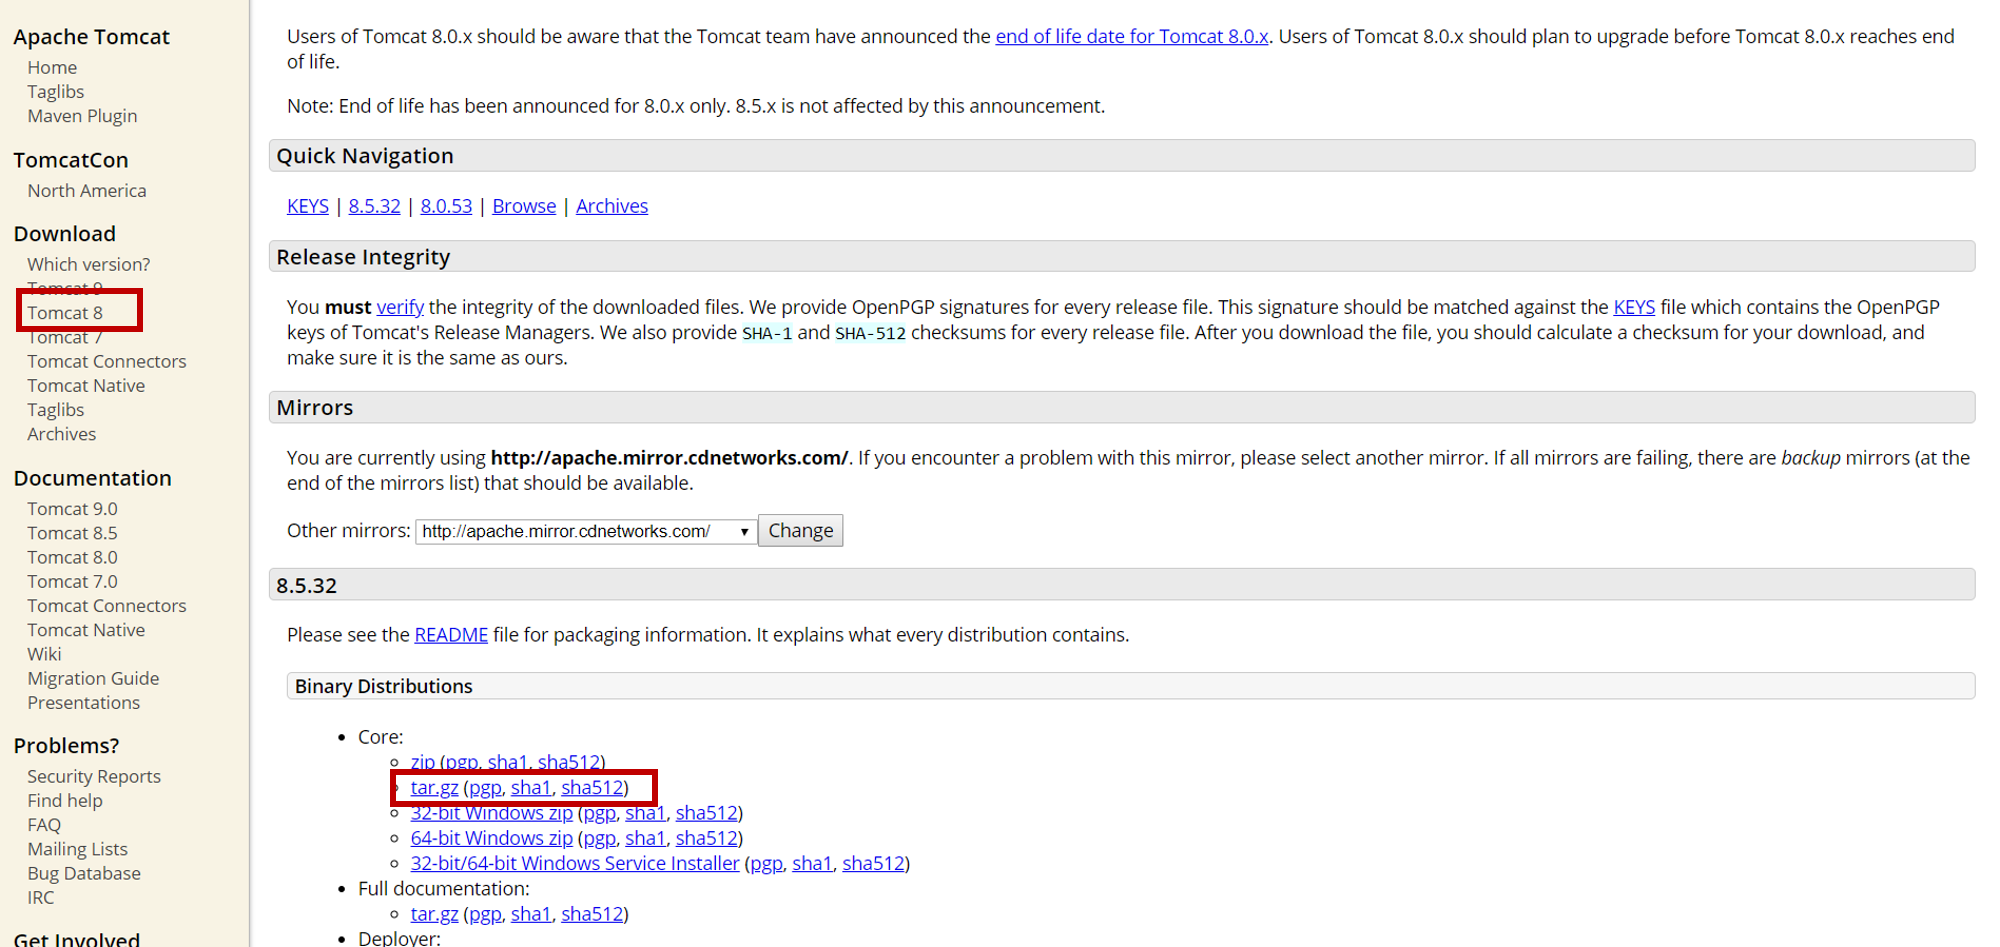 Apache Tomcat
Home
Taglibs
Maven Plugin
TomcatCon
North America
Download
Which version?
Tomcat 9
Tomcat 8
Tomcat 7
Tomcat Connectors
Tomcat Native
Taglibs
Archives
Documentation
Tomcat 9.0
Tomcat 8.5
Tomcat 8.0
Tomcat 7.0
Tomcat Connectors
Tomcat Native
Wiki
Migration Guide
Presentations
Problems?
Security Reports
Find help
FAQ
Mailing Lists
Bug Database
IRC
Get Involved
Users of Tomcat 8.0.x should be aware that the Tomcat team have announced the end of life date for Tomcat 8.0.x. Users of Tomcat 8.0.x should plan to upgrade before Tomcat 8.0.x reaches end
of life.
Note: End of life has been announced for 8.0.x only. 8.5.x is not affected by this announcement.
Quick Navigation
KEYS | 8.5.32 | 8.0.53 | Browse | Archives
Release Integrity
You must verify the integrity of the downloaded files. We provide OpenPGP signatures for every release file. This signature should be matched against the KEYS file which contains the OpenPGP
keys of Tomcat's Release Managers. We also provide SHA-1 and SHA-512 checksums for every release file. After you download the file, you should calculate a checksum for your download, and
make sure it is the same as ours.
Mirrors
You are currently using http://apache.mirror.cdnetworks.com/. If you encounter a problem with this mirror, please select another mirror. If all mirrors are failing, there are backup mirrors (at the
end of the mirrors list) that should be available.
Other mirrors: http://apache.mirror.cdnetworks.com/ Change
8.5.32
Please see the README file for packaging information. It explains what every distribution contains.
Binary Distributions
• Core:
zip (pgp, sha1, sha512)
tar.gz (pgp, sha1, sha512)
32-bit Windows zip (pgp, sha1, sha512)
64-bit Windows zip (pgp, sha1, sha512)
32-bit/64-bit Windows Service Installer (pgp, sha1, sha512)
• Full documentation:
tar.gz (pgp, sha1, sha512)
• Deployer: